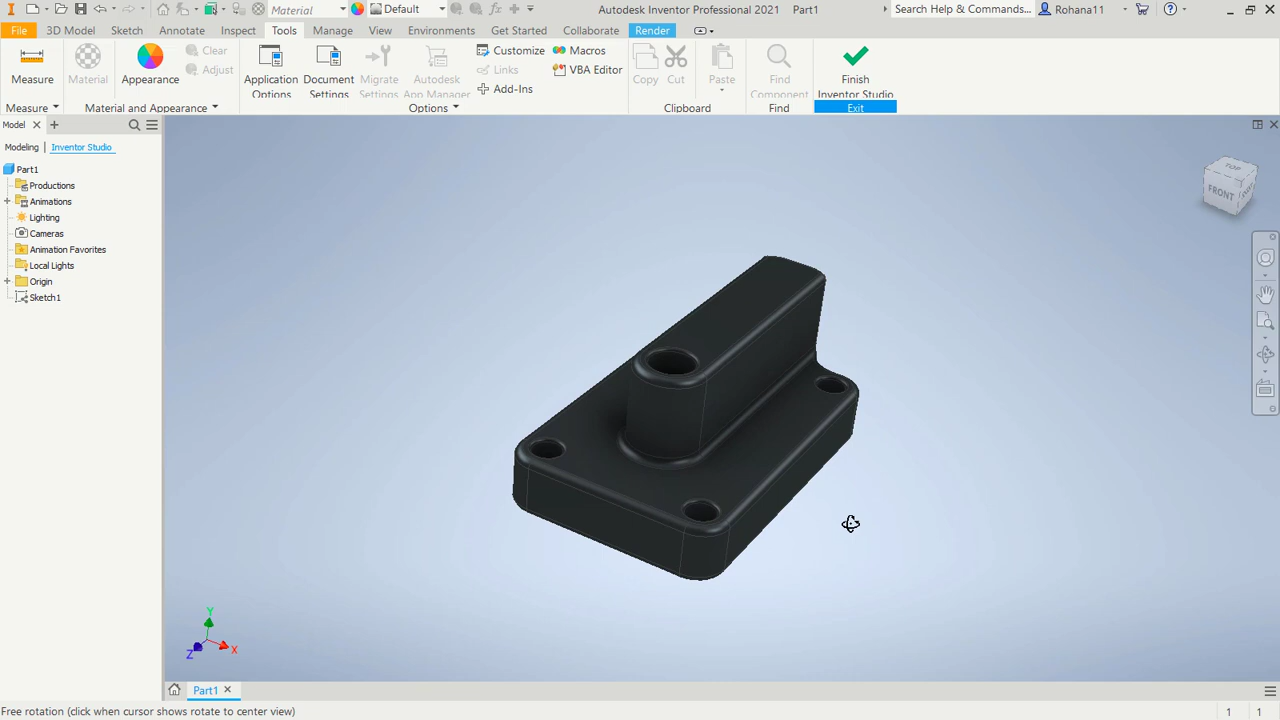 Material
Default
Autodesk Inventor Professional 2021 Part1
Search Help & Commands...
Rohana11
File 3D Model Sketch Annotate Inspect Tools Manage View Environments Get Started Collaborate Render
Measure
Material
Appearance
Clear
Adjust
Application Options
Document Settings
Migrate Settings
Autodesk App Manager
Customize
Links
Add-Ins
Macros
VBA Editor
Copy
Cut
Paste
Find Component
Finish Inventor Studio
Measure
Material and Appearance
Options
Clipboard
Find
Exit
Model
Modeling | Inventor Studio
Part1
Productions
Animations
Lighting
Cameras
Animation Favorites
Local Lights
Origin
Sketch1
TOP
FRONT
Y
X
Z
Part1
Free rotation (click when cursor shows rotate to center view)
1 1